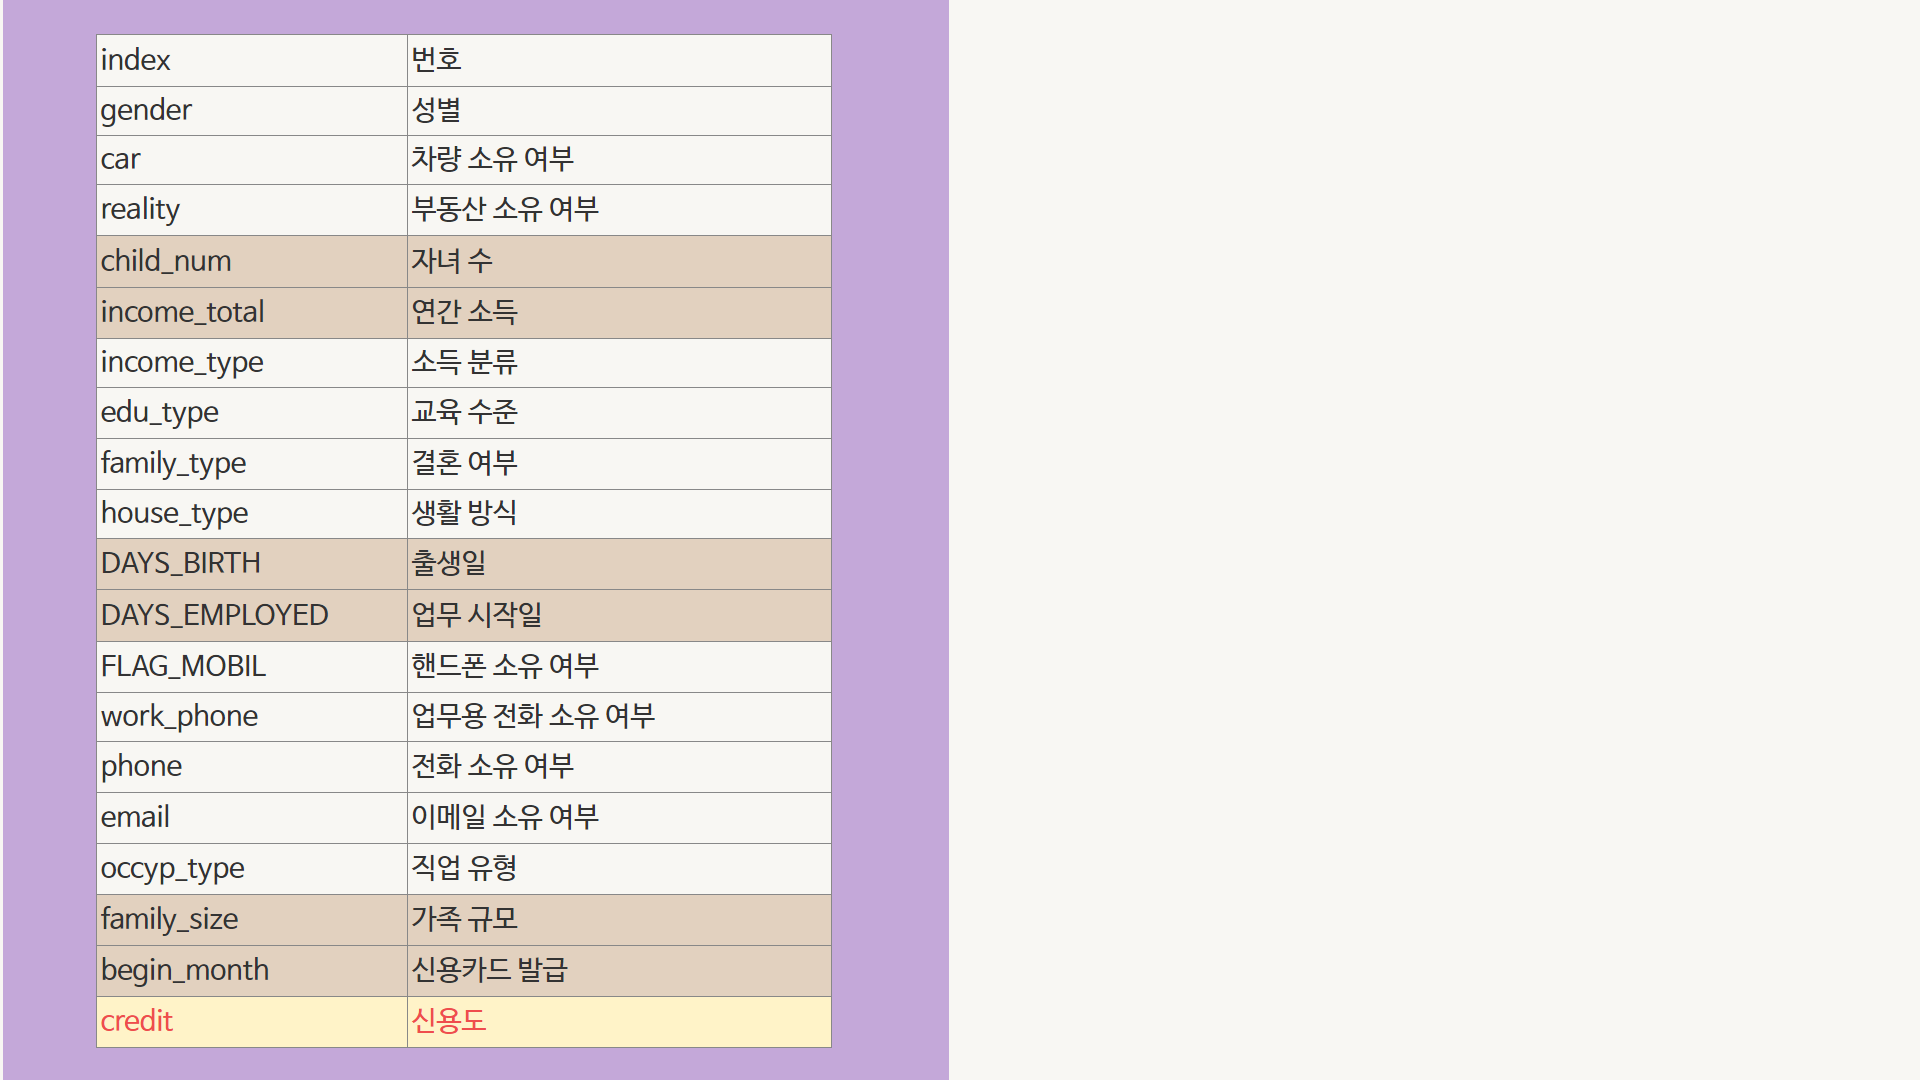 index 번호
gender 성별
car 차량 소유 여부
reality 부동산 소유 여부
child_num 자녀 수
income_total 연간 소득
income_type 소득 분류
edu_type 교육 수준
family_type 결혼 여부
house_type 생활 방식
DAYS_BIRTH 출생일
DAYS_EMPLOYED 업무 시작일
FLAG_MOBIL 핸드폰 소유 여부
work_phone 업무용 전화 소유 여부
phone 전화 소유 여부
email 이메일 소유 여부
occyp_type 직업 유형
family_size 가족 규모
begin_month 신용카드 발급
credit 신용도